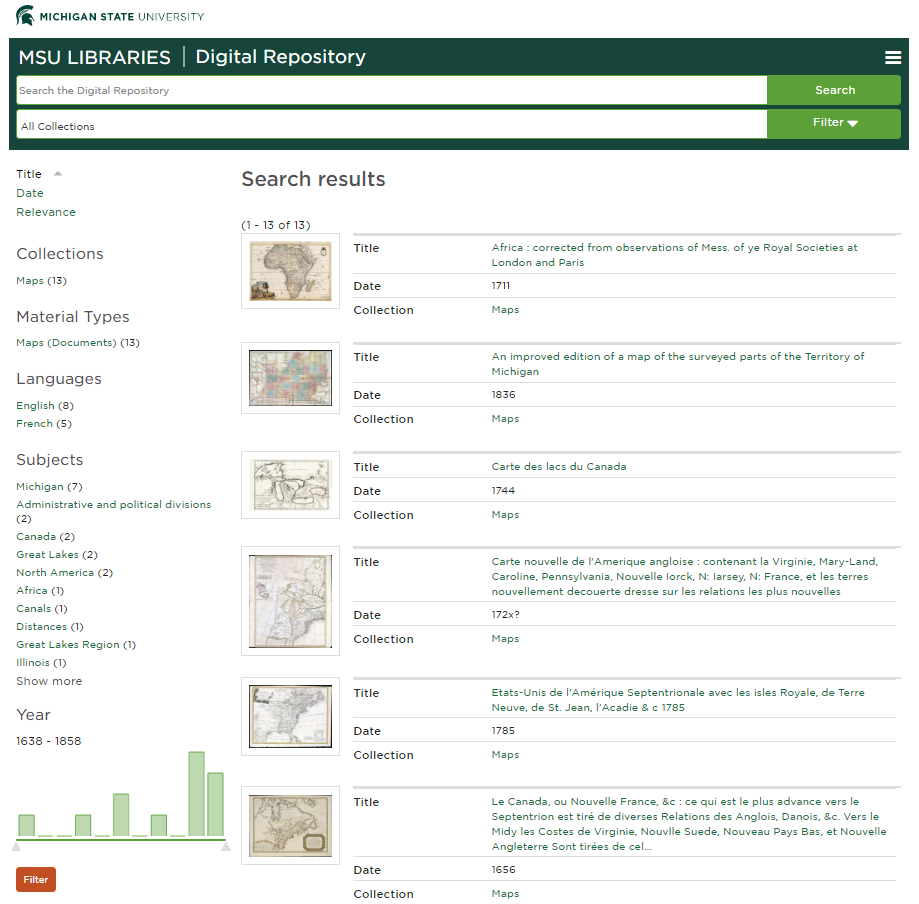 MICHIGAN STATE UNIVERSITY
MSU LIBRARIES | Digital Repository
Search the Digital Repository
Search
All Collections
Filter
Title
Date
Relevance
Collections
Maps (13)
Material Types
Maps (Documents) (13)
Languages
English (8)
French (5)
Subjects
Michigan (7)
Administrative and political divisions
(2)
Canada (2)
Great Lakes (2)
North America (2)
Africa (1)
Canals (1)
Distances (1)
Great Lakes Region (1)
Illinois (1)
Show more
Year
1638 - 1858
Filter
Search results
(1 - 13 of 13)
Title
Africa : corrected from observations of Mess. of ye Royal Societies at
London and Paris
Date
1711
Collection
Maps
Title
An improved edition of a map of the surveyed parts of the Territory of
Michigan
Date
1836
Collection
Maps
Title
Carte des lacs du Canada
Date
1744
Collection
Maps
Title
Carte nouvelle de l'Amerique angloise : contenant la Virginie, Mary-Land,
Caroline, Pennsylvania, Nouvelle Iorck, N: Iarsey, N: France, et les terres
nouvellement decouerte dresse sur les relations les plus nouvelles
Date
172x?
Collection
Maps
Title
Etats-Unis de l'Amérique Septentrionale avec les isles Royale, de Terre
Neuve, de St. Jean, l'Acadie & c 1785
Date
1785
Collection
Maps
Title
Le Canada, ou Nouvelle France, &c : ce qui est le plus advance vers le
Septentrion est tiré de diverses Relations des Anglois, Danois, &c. Vers le
Midy les Costes de Virginie, Nouvlle Suede, Nouveau Pays Bas, et Nouvelle
Angleterre Sont tirées de cel...
Date
1656
Collection
Maps